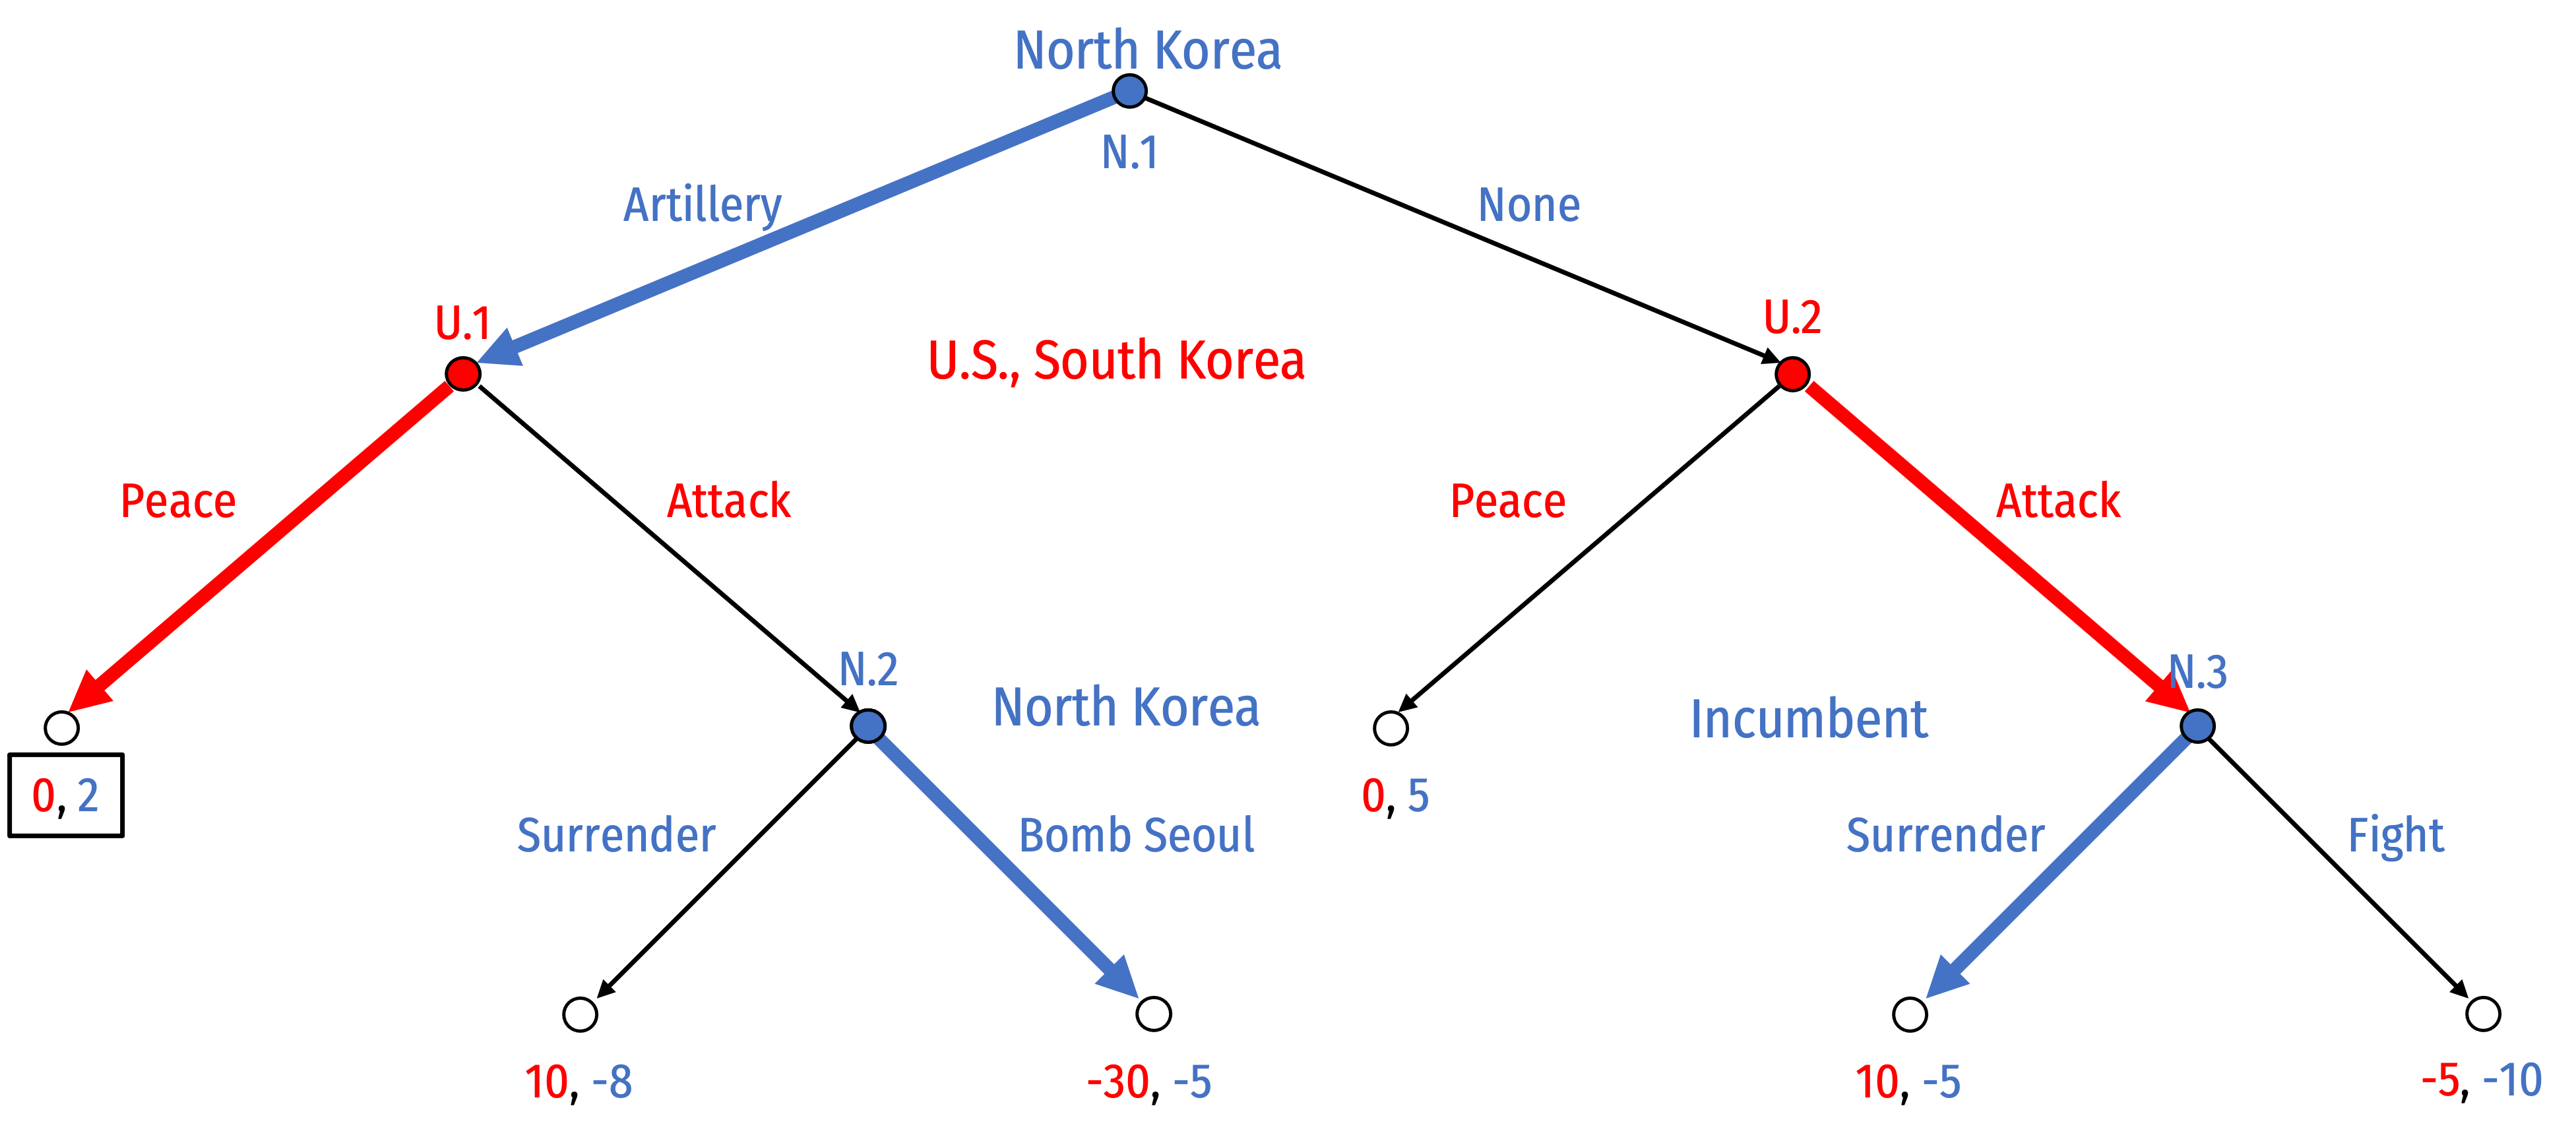 North Korea
N.1
Artillery
None
U.1
U.S., South Korea
U.2
Peace
Attack
Peace
Attack
N.2
North Korea
Incumbent
N.3
0, 2
0, 5
Surrender
Bomb Seoul
Surrender
Fight
10, -8
-30, -5
10, -5
-5, -10